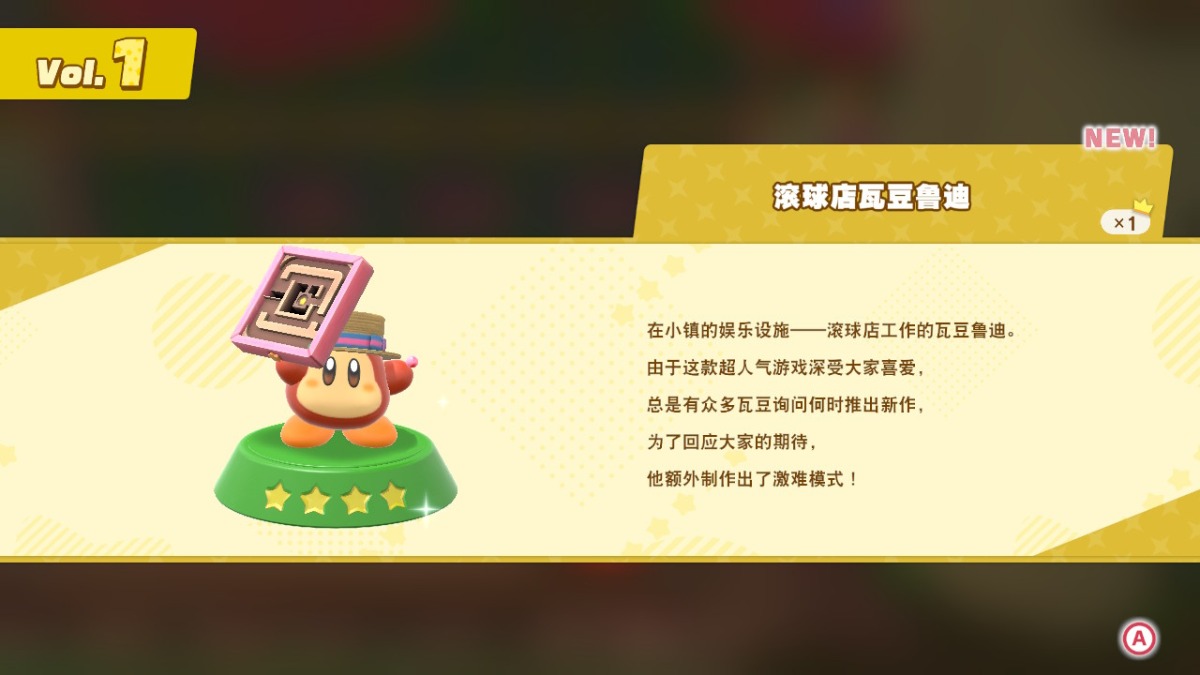 Vol.1
NEW!
滚球店瓦豆鲁迪
×1
在小镇的娱乐设施——滚球店工作的瓦豆鲁迪。
由于这款超人气游戏深受大家喜爱，
总是有众多瓦豆询问何时推出新作，
为了回应大家的期待，
他额外制作出了激难模式！
A